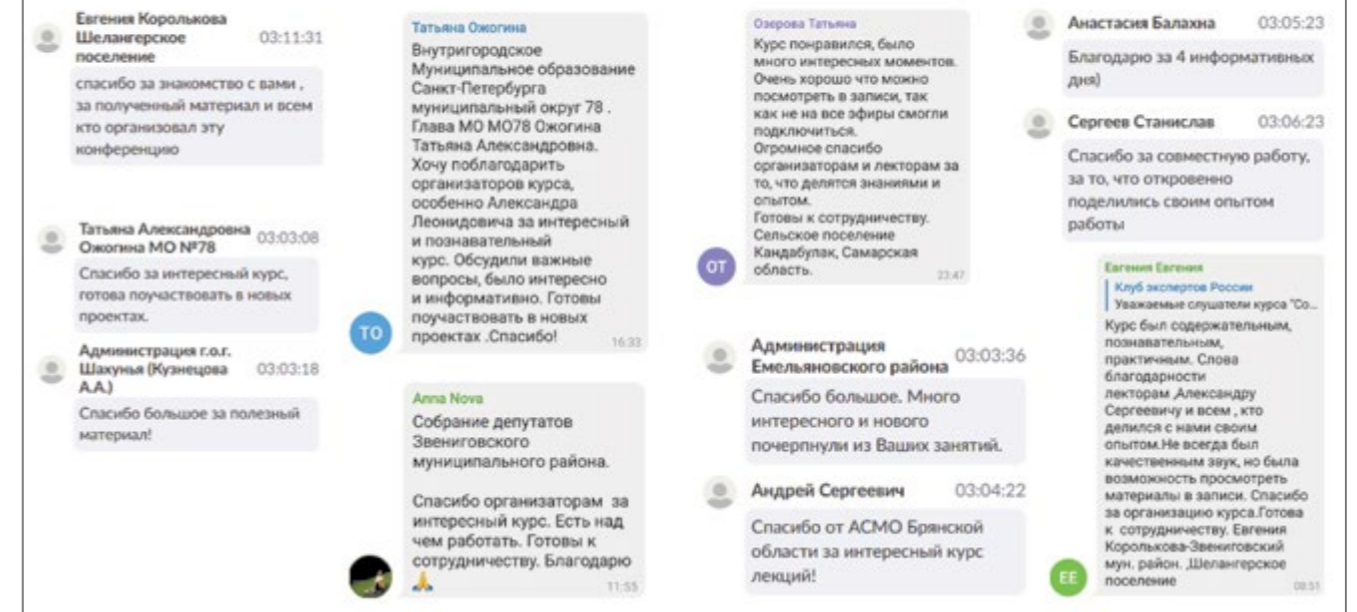 Евгения Королькова
Шелангерское
поселение
03:11:31
спасибо за знакомство с вами ,
за полученный материал и всем
кто организовал эту
конференцию
Татьяна Александровна
Ожогина МО №78
03:03:08
Спасибо за интересный курс,
готова поучаствовать в новых
проектах.
Администрация г.о.г.
Шахунья (Кузнецова
А.А.)
03:03:18
Спасибо большое за полезный
материал!
Татьяна Ожогина
Внутригородское
Муниципальное образование
Санкт-Петербурга
муниципальный округ 78 .
Глава МО МО78 Ожогина
Татьяна Александровна.
Хочу поблагодарить
организаторов курса,
особенно Александра
Леонидовича за интересный
и познавательный
курс. Обсудили важные
вопросы, было интересно
и информативно. Готовы
поучаствовать в новых
проектах .Спасибо!
16:33
ТО
Anna Nova
Собрание депутатов
Звениговского
муниципального района.
Спасибо организаторам за
интересный курс. Есть над
чем работать. Готовы к
сотрудничеству. Благодарю
🙏
11:55
Озерова Татьяна
Курс понравился, было
много интересных моментов.
Очень хорошо что можно
посмотреть в записи, так
как не на все эфиры смогли
подключиться.
Огромное спасибо
организаторам и лекторам за
то, что делятся знаниями и
опытом.
Готовы к сотрудничеству.
Сельское поселение
Кандабулак, Самарская
область.
23:47
ОТ
Администрация
Емельяновского района
03:03:36
Спасибо большое. Много
интересного и нового
почерпнули из Ваших занятий.
Андрей Сергеевич
03:04:22
Спасибо от АСМО Брянской
области за интересный курс
лекций!
Анастасия Балахна
03:05:23
Благодарю за 4 информативных
дня)
Сергеев Станислав
03:06:23
Спасибо за совместную работу,
за то, что откровенно
поделились своим опытом
работы
Евгения Евгения
Клуб экспертов России
Уважаемые слушатели курса "Со...
Курс был содержательным,
познавательным,
практичным. Слова
благодарности
лекторам ,Александру
Сергеевичу и всем , кто
делился с нами своим
опытом.Не всегда был
качественным звук, но была
возможность просмотреть
материалы в записи. Спасибо
за организацию курса.Готова
к сотрудничеству. Евгения
Королькова-Звениговский
мун. район. ,Шелангерское
поселение
08:51
ЕЕ